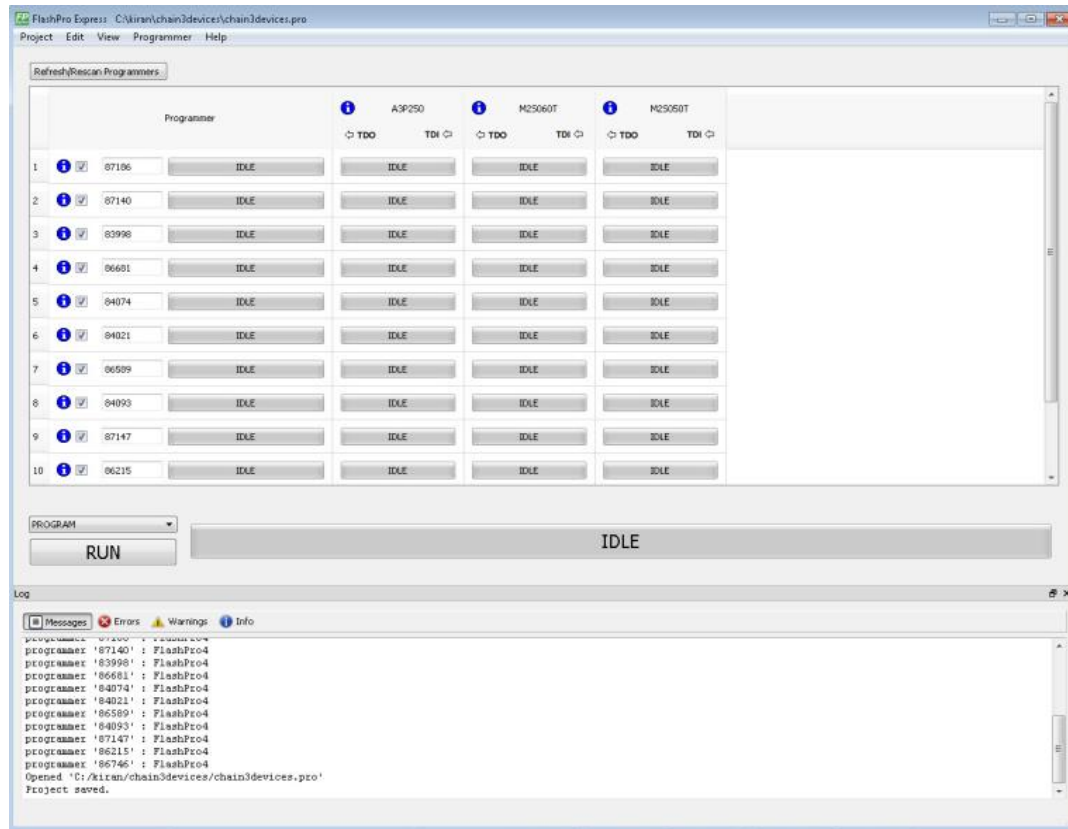 FlashPro Express C:\kiran\chain3devices\chain3devices.pro
Project Edit View Programmer Help
Refresh/Rescan Programmers
Programmer A3P250 M2S060T M2S050T
TDO TDI TDO TDI TDO TDI
1 87186 IDLE IDLE IDLE IDLE
2 87140 IDLE IDLE IDLE IDLE
3 83998 IDLE IDLE IDLE IDLE
4 86681 IDLE IDLE IDLE IDLE
5 84074 IDLE IDLE IDLE IDLE
6 84021 IDLE IDLE IDLE IDLE
7 86589 IDLE IDLE IDLE IDLE
8 84093 IDLE IDLE IDLE IDLE
9 87147 IDLE IDLE IDLE IDLE
10 86215 IDLE IDLE IDLE IDLE
PROGRAM
RUN IDLE
Log
Messages Errors Warnings Info
programmer '87186' : FlashPro4
programmer '87140' : FlashPro4
programmer '83998' : FlashPro4
programmer '86681' : FlashPro4
programmer '84074' : FlashPro4
programmer '84021' : FlashPro4
programmer '86589' : FlashPro4
programmer '84093' : FlashPro4
programmer '87147' : FlashPro4
programmer '86215' : FlashPro4
programmer '86746' : FlashPro4
Opened 'C:/kiran/chain3devices/chain3devices.pro'
Project saved.